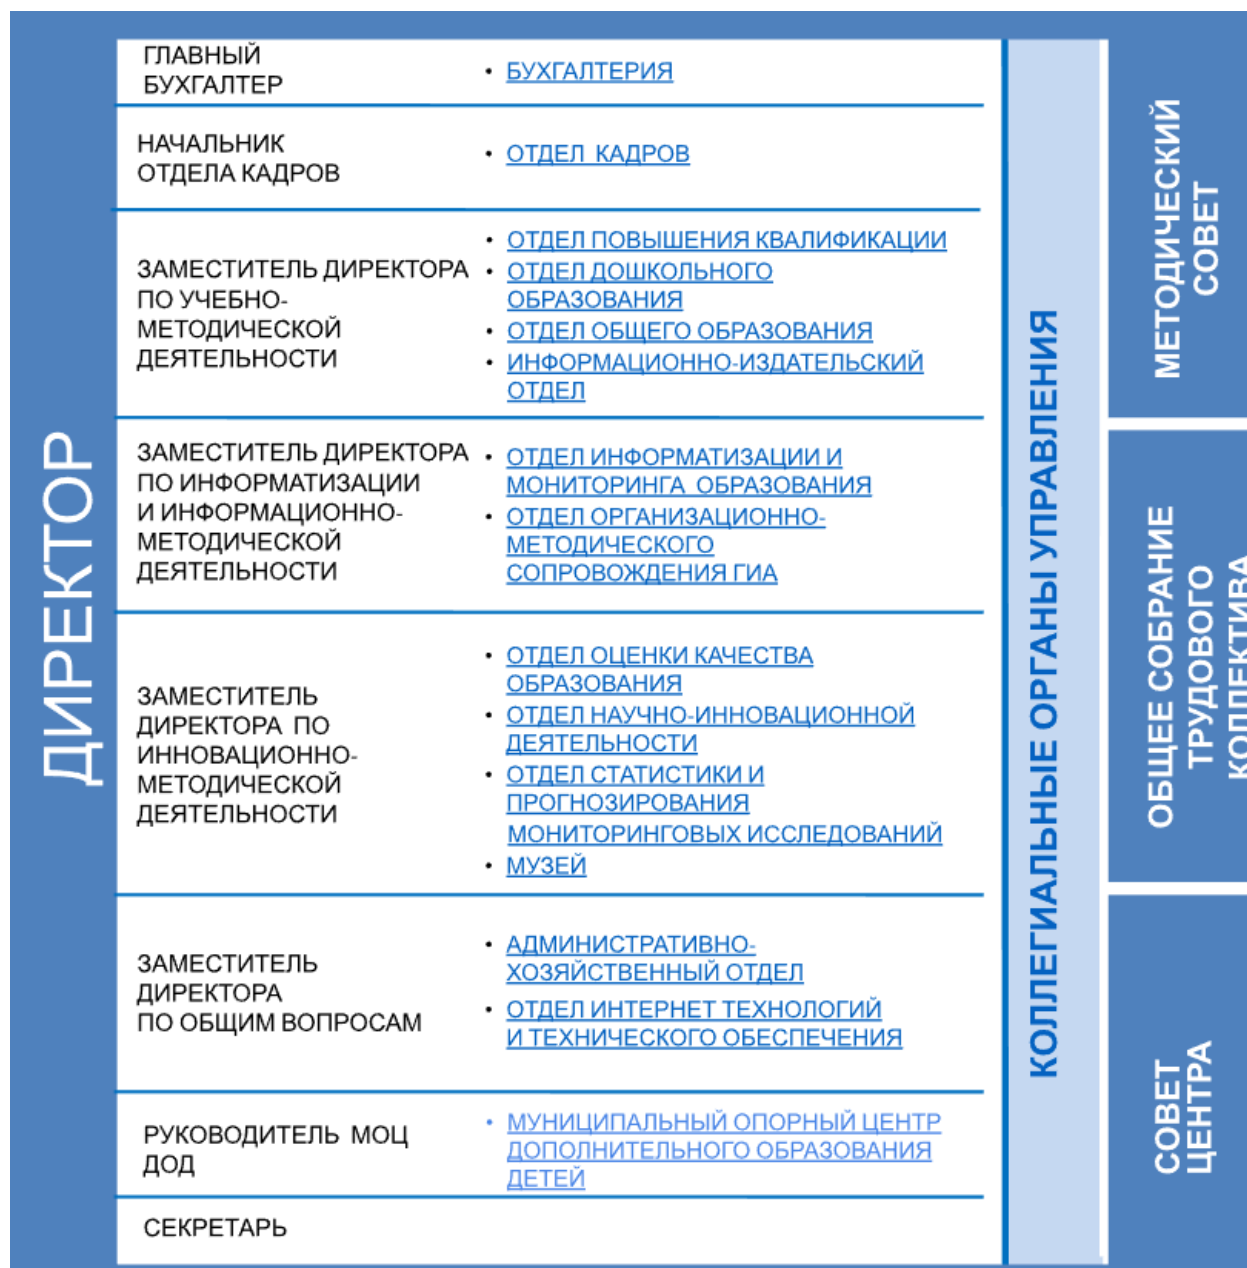 ДИРЕКТОР
ГЛАВНЫЙ
БУХГАЛТЕР
• БУХГАЛТЕРИЯ
НАЧАЛЬНИК
ОТДЕЛА КАДРОВ
• ОТДЕЛ КАДРОВ
ЗАМЕСТИТЕЛЬ ДИРЕКТОРА
ПО УЧЕБНО-
МЕТОДИЧЕСКОЙ
ДЕЯТЕЛЬНОСТИ
• ОТДЕЛ ПОВЫШЕНИЯ КВАЛИФИКАЦИИ
• ОТДЕЛ ДОШКОЛЬНОГО
ОБРАЗОВАНИЯ
• ОТДЕЛ ОБЩЕГО ОБРАЗОВАНИЯ
• ИНФОРМАЦИОННО-ИЗДАТЕЛЬСКИЙ
ОТДЕЛ
ЗАМЕСТИТЕЛЬ ДИРЕКТОРА
ПО ИНФОРМАТИЗАЦИИ
И ИНФОРМАЦИОННО-
МЕТОДИЧЕСКОЙ
ДЕЯТЕЛЬНОСТИ
• ОТДЕЛ ИНФОРМАТИЗАЦИИ И
МОНИТОРИНГА ОБРАЗОВАНИЯ
• ОТДЕЛ ОРГАНИЗАЦИОННО-
МЕТОДИЧЕСКОГО
СОПРОВОЖДЕНИЯ ГИА
ЗАМЕСТИТЕЛЬ
ДИРЕКТОРА ПО
ИННОВАЦИОННО-
МЕТОДИЧЕСКОЙ
ДЕЯТЕЛЬНОСТИ
• ОТДЕЛ ОЦЕНКИ КАЧЕСТВА
ОБРАЗОВАНИЯ
• ОТДЕЛ НАУЧНО-ИННОВАЦИОННОЙ
ДЕЯТЕЛЬНОСТИ
• ОТДЕЛ СТАТИСТИКИ И
ПРОГНОЗИРОВАНИЯ
МОНИТОРИНГОВЫХ ИССЛЕДОВАНИЙ
• МУЗЕЙ
ЗАМЕСТИТЕЛЬ
ДИРЕКТОРА
ПО ОБЩИМ ВОПРОСАМ
• АДМИНИСТРАТИВНО-
ХОЗЯЙСТВЕННЫЙ ОТДЕЛ
• ОТДЕЛ ИНТЕРНЕТ ТЕХНОЛОГИЙ
И ТЕХНИЧЕСКОГО ОБЕСПЕЧЕНИЯ
РУКОВОДИТЕЛЬ МОЦ
ДОД
• МУНИЦИПАЛЬНЫЙ ОПОРНЫЙ ЦЕНТР
ДОПОЛНИТЕЛЬНОГО ОБРАЗОВАНИЯ
ДЕТЕЙ
СЕКРЕТАРЬ
КОЛЛЕГИАЛЬНЫЕ ОРГАНЫ УПРАВЛЕНИЯ
МЕТОДИЧЕСКИЙ
СОВЕТ
ОБЩЕЕ СОБРАНИЕ
ТРУДОВОГО
КОЛЛЕКТИВА
СОВЕТ
ЦЕНТРА